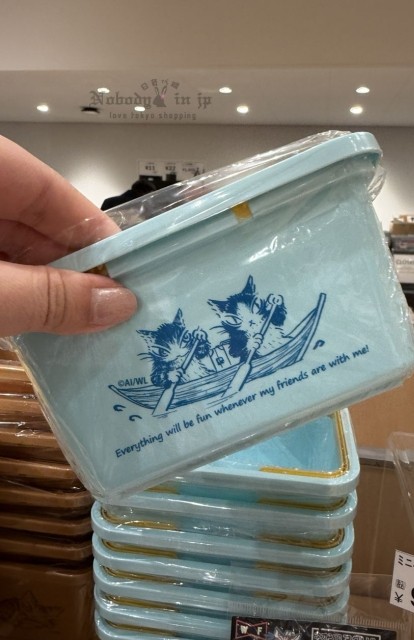 Nobody in jp
love tokyo shopping
©AI/WL
Everything will be fun whenever my friends are with me!